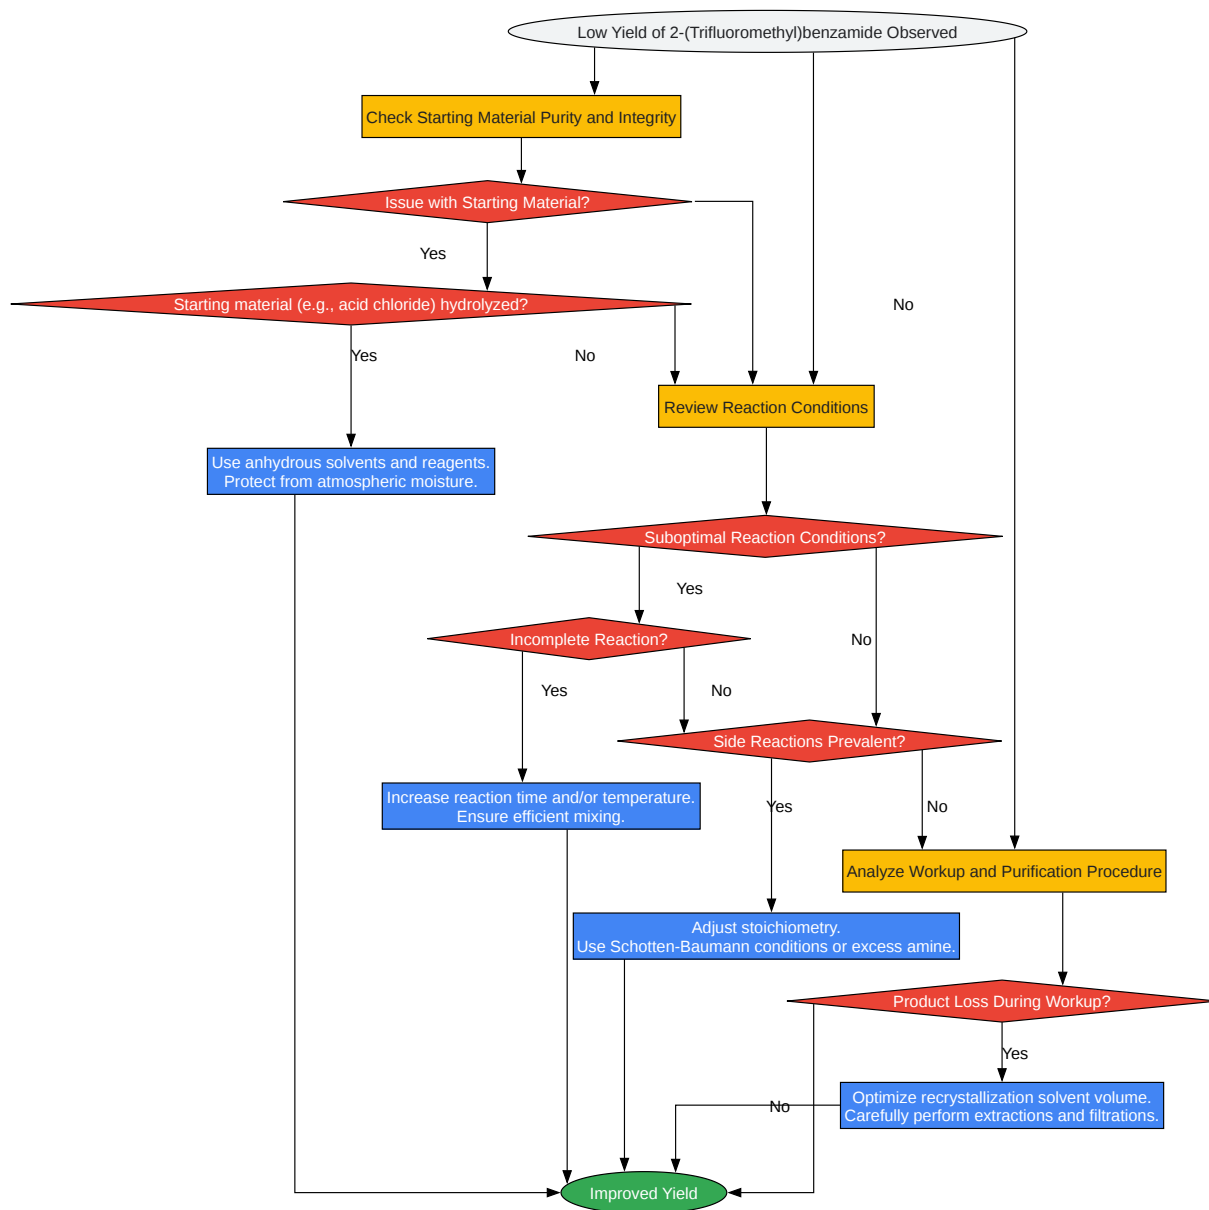 Low Yield of 2-(Trifluoromethyl)benzamide Observed
Check Starting Material Purity and Integrity
Issue with Starting Material?
Yes
Starting material (e.g., acid chloride) hydrolyzed?
No
Yes
No
Review Reaction Conditions
Use anhydrous solvents and reagents.
Protect from atmospheric moisture.
Suboptimal Reaction Conditions?
Yes
Incomplete Reaction?
No
Yes
No
Side Reactions Prevalent?
Increase reaction time and/or temperature.
Ensure efficient mixing.
Yes
No
Analyze Workup and Purification Procedure
Adjust stoichiometry.
Use Schotten-Baumann conditions or excess amine.
Product Loss During Workup?
Yes
Optimize recrystallization solvent volume.
Carefully perform extractions and filtrations.
No
Improved Yield